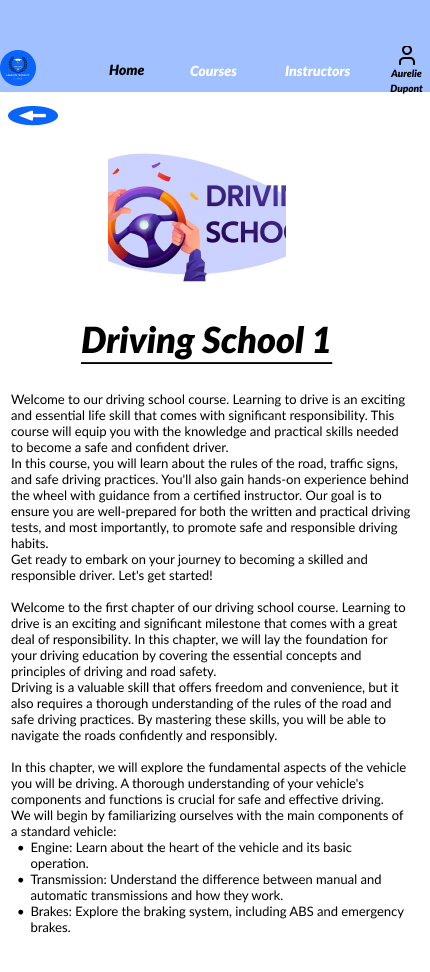 Home
Courses
Instructors
Aurelie
Dupont
DRIVIN
SCHOO
Driving School 1
Welcome to our driving school course. Learning to drive is an exciting
and essential life skill that comes with significant responsibility. This
course will equip you with the knowledge and practical skills needed
to become a safe and confident driver.
In this course, you will learn about the rules of the road, traffic signs,
and safe driving practices. You'll also gain hands-on experience behind
the wheel with guidance from a certified instructor. Our goal is to
ensure you are well-prepared for both the written and practical driving
tests, and most importantly, to promote safe and responsible driving
habits.
Get ready to embark on your journey to becoming a skilled and
responsible driver. Let's get started!
Welcome to the first chapter of our driving school course. Learning to
drive is an exciting and significant milestone that comes with a great
deal of responsibility. In this chapter, we will lay the foundation for
your driving education by covering the essential concepts and
principles of driving and road safety.
Driving is a valuable skill that offers freedom and convenience, but it
also requires a thorough understanding of the rules of the road and
safe driving practices. By mastering these skills, you will be able to
navigate the roads confidently and responsibly.
In this chapter, we will explore the fundamental aspects of the vehicle
you will be driving. A thorough understanding of your vehicle's
components and functions is crucial for safe and effective driving.
We will begin by familiarizing ourselves with the main components of
a standard vehicle:
• Engine: Learn about the heart of the vehicle and its basic
operation.
• Transmission: Understand the difference between manual and
automatic transmissions and how they work.
• Brakes: Explore the braking system, including ABS and emergency
brakes.